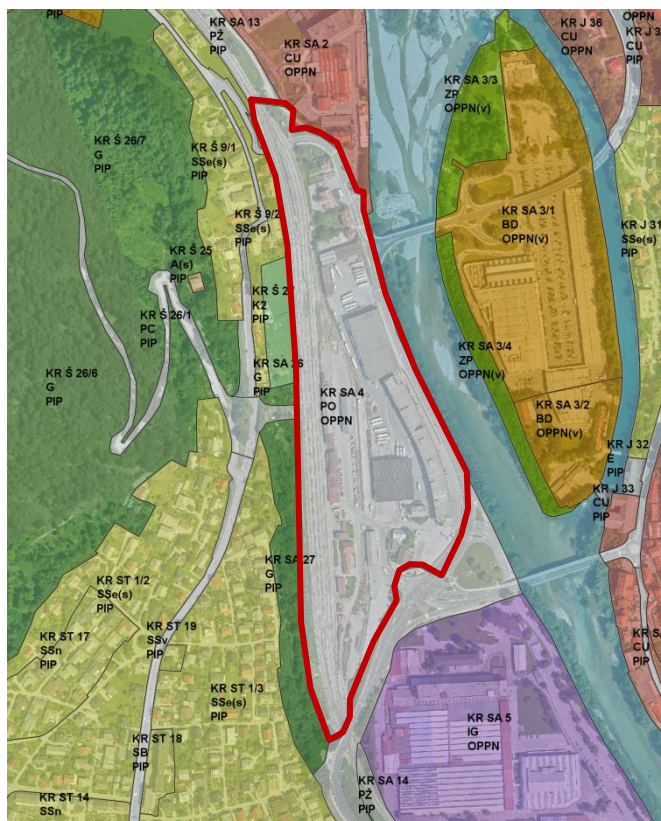 PIP
KR SA 13
PŽ
PIP
KR SA 2
CU
OPPN
KR J 36
CU
OPPN
OPPN
CU
PIP
KR SA 3/3
ZP
OPPN(v)
KR Š 26/7
G
PIP
KR Š 9/1
SSe(s)
PIP
KR SA 3/1
BD
OPPN(v)
KR Š 9/2
SSe(s)
PIP
KR J 31
SSe(s)
PIP
KR Š 25
A(s)
PIP
K2
PIP
KR Š 26/1
PC
PIP
KR SA 3/4
ZP
OPPN(v)
KR Š 26/6
G
PIP
G
PIP
KR SA 4
PO
OPPN
KR SA 3/2
BD
OPPN(v)
KR J 32
E
PIP
KR J 33
CU
PIP
KR SA 27
G
PIP
KR ST 1/2
SSe(s)
PIP
KR ST 17
SSn
PIP
KR ST 19
SSv
PIP
CU
PIP
KR ST 1/3
SSe(s)
PIP
KR SA 5
IG
OPPN
KR ST 18
SB
PIP
KR SA 14
PŽ
PIP
KR ST 14
SSn